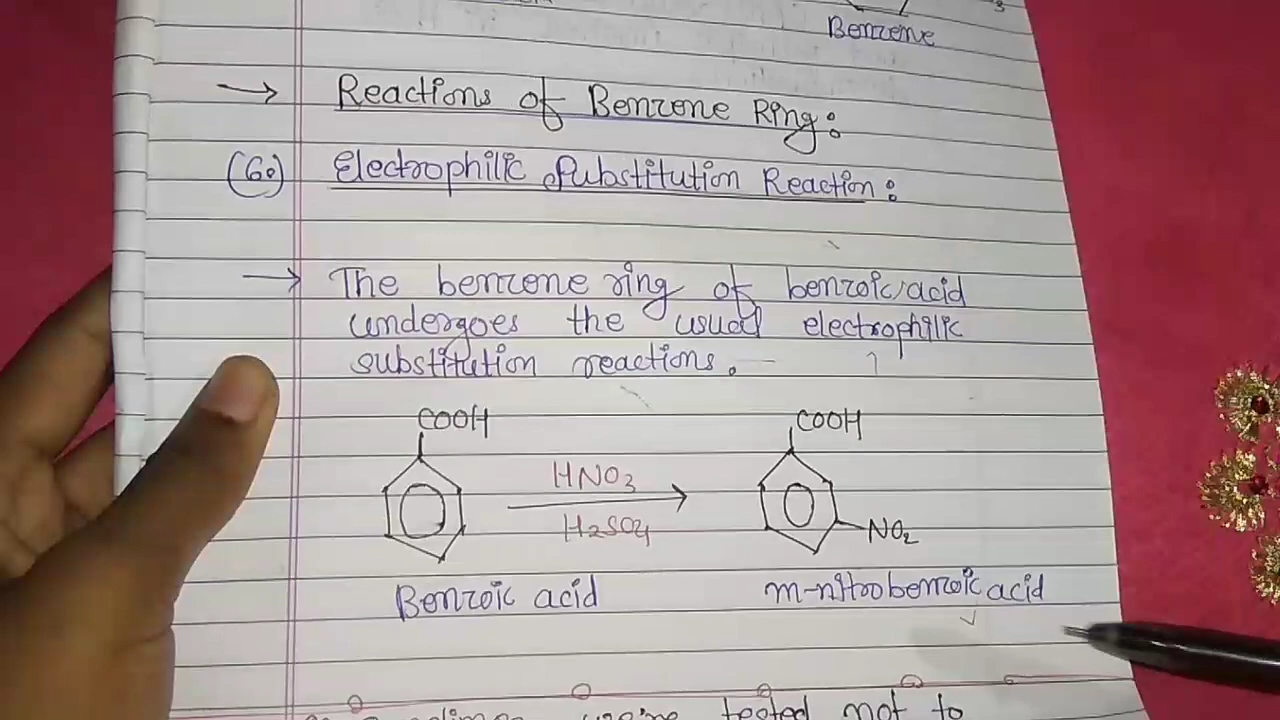 Benzene
→ Reactions of Benzene Ring:
(6.) Electrophilic Substitution Reaction:
→ The benzene ring of benzoic acid
undergoes the usual electrophilic
substitution reactions.
COOH COOH
HNO3
H2SO4
NO2
Benzoic acid m-nitrobenzoic acid
tested not to